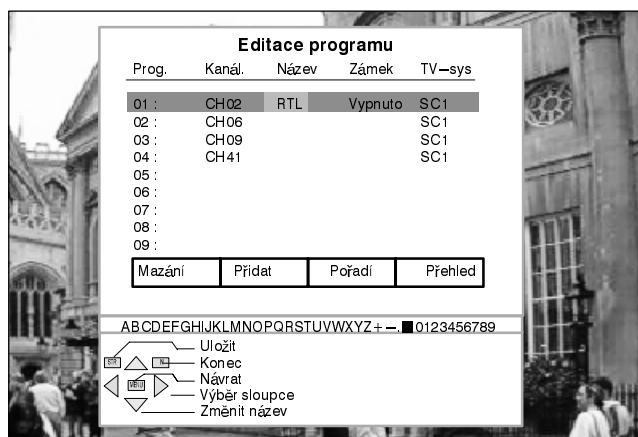 Editace programu
Prog. Kanál. Název Zámek TV–sys
01 : CH02 RTL Vypnuto SC1
02 : CH06 SC1
03 : CH09 SC1
04 : CH41 SC1
05 :
06 :
07 :
08 :
09 :
Mazání Přidat Pořadí Přehled
ABCDEFGHIJKLMNOPQRSTUVWXYZ+–.■0123456789
Uložit
STR N Konec
MENU Návrat
Výběr sloupce
Změnit název